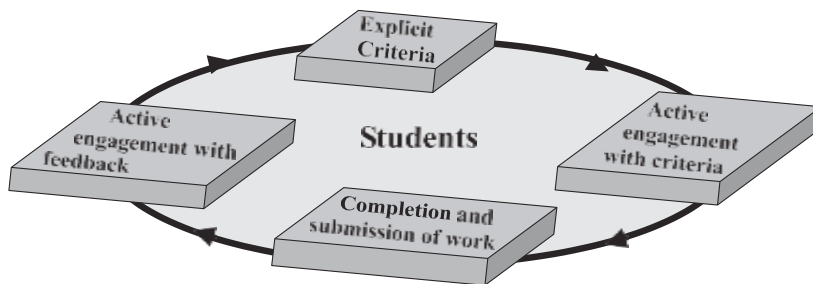 Explicit
Criteria
Active
engagement with
feedback
Students
Active
engagement
with criteria
Completion and
submission of work